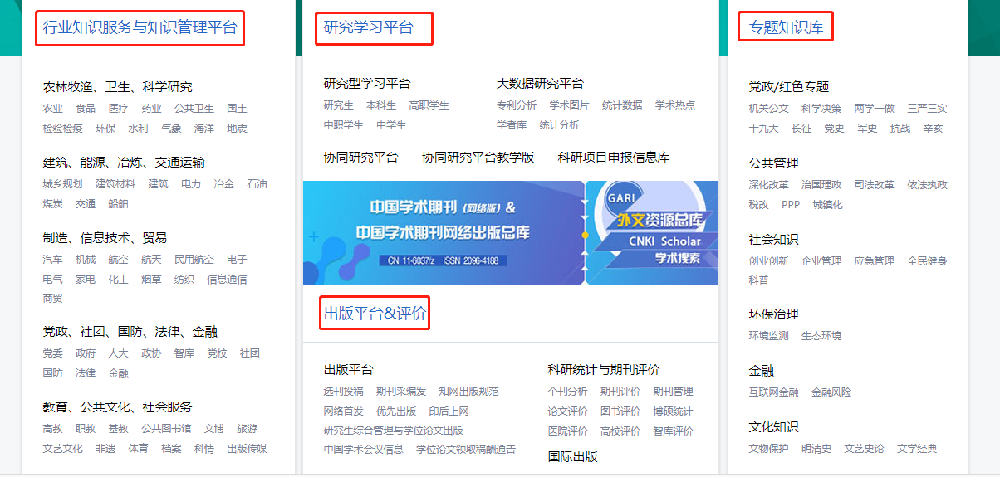 行业知识服务与知识管理平台
农林牧渔、卫生、科学研究
农业 食品 医疗 药业 公共卫生 国土
检验检疫 环保 水利 气象 海洋 地震
建筑、能源、冶炼、交通运输
城乡规划 建筑材料 建筑 电力 冶金 石油
煤炭 交通 船舶
制造、信息技术、贸易
汽车 机械 航空 航天 民用航空 电子
电气 家电 化工 烟草 纺织 信息通信
商贸
党政、社团、国防、法律、金融
党委 政府 人大 政协 智库 党校 社团
国防 法律 金融
教育、公共文化、社会服务
高教 职教 基教 公共图书馆 文博 旅游
文艺文化 非遗 体育 档案 科情 出版传媒
研究学习平台
研究型学习平台
研究生 本科生 高职学生
中职学生 中学生
大数据研究平台
专利分析 学术图片 统计数据 学术热点
学者库 统计分析
协同研究平台 协同研究平台教学版 科研项目申报信息库
中国学术期刊（网络版）&
中国学术期刊网络出版总库
CN 11-6037/z ISSN 2096-4188
GARI
外文资源总库
CNKI Scholar
学术搜索
出版平台&评价
出版平台
选刊投稿 期刊采编发 知网出版规范
网络首发 优先出版 印后上网
研究生综合管理与学位论文出版
中国学术会议信息 学位论文领取稿酬通告
科研统计与期刊评价
个刊分析 期刊评价 期刊管理
论文评价 图书评价 博硕统计
医院评价 高校评价 智库评价
国际出版
专题知识库
党政/红色专题
机关公文 科学决策 两学一做 三严三实
十九大 长征 党史 军史 抗战 辛亥
公共管理
深化改革 治国理政 司法改革 依法执政
税改 PPP 城镇化
社会知识
创业创新 企业管理 应急管理 全民健身
科普
环保治理
环境监测 生态环境
金融
互联网金融 金融风险
文化知识
文物保护 明清史 文艺史论 文学经典